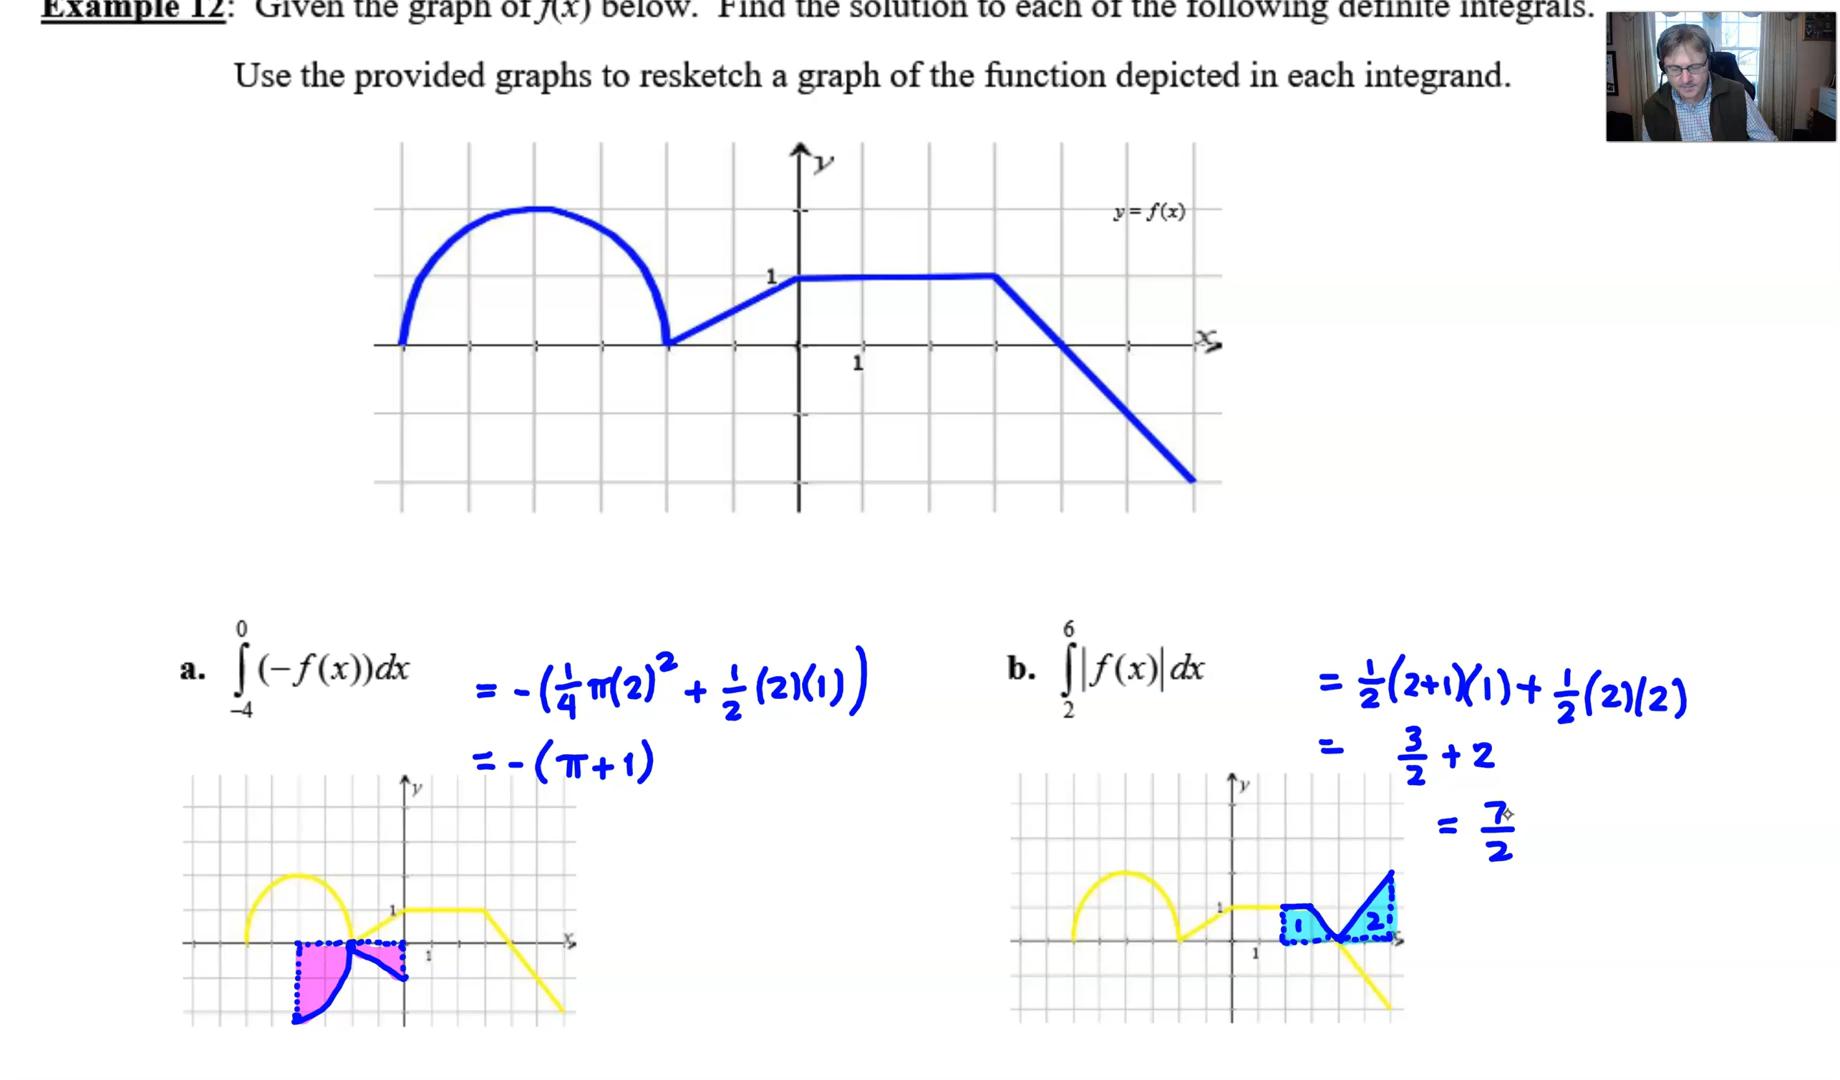 Example 12: Given the graph of f(x) below. Find the solution to each of the following definite integrals.
Use the provided graphs to resketch a graph of the function depicted in each integrand.
y
y = f(x)
1
x
1
a. ∫_{-4}^{0} (−f(x))dx = -(1/4 π(2)² + 1/2 (2)(1))
= -(π+1)
y
1
x
1
b. ∫_{2}^{6} |f(x)| dx = 1/2 (2+1)(1) + 1/2 (2)(2)
= 3/2 + 2
= 7/2
y
1
1
2
x
1